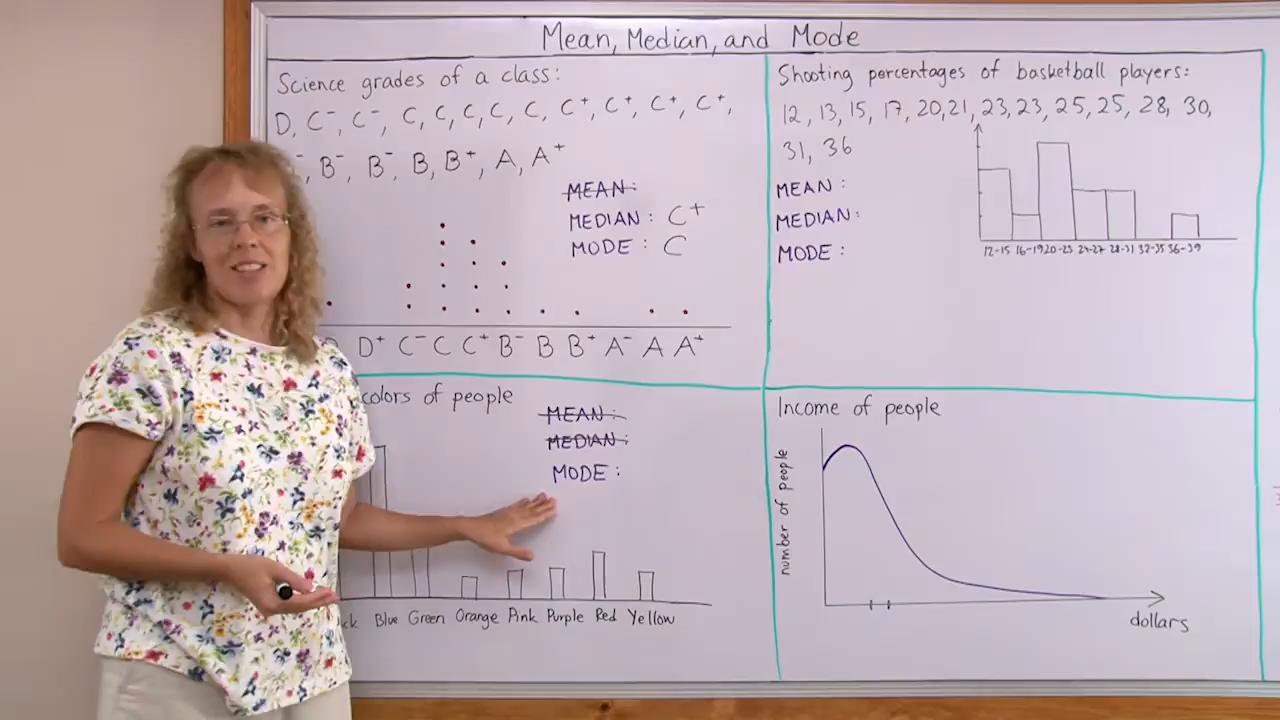 Mean, Median, and Mode
Science grades of a class:
D, C⁻, C⁻, C, C, C, C, C, C⁺, C⁺, C⁺, C⁺,
B⁻, B⁻, B, B⁺, A, A⁺
MEAN:
MEDIAN: C⁺
MODE: C
D⁺ C⁻ C C⁺ B⁻ B B⁺ A⁻ A A⁺
Shooting percentages of basketball players:
12, 13, 15, 17, 20, 21, 23, 23, 25, 25, 28, 30,
31, 36
MEAN:
MEDIAN:
MODE:
12-15 16-19 20-23 24-27 28-31 32-35 36-39
colors of people
MEAN:
MEDIAN:
MODE:
Blue Green Orange Pink Purple Red Yellow
Income of people
number of people
dollars